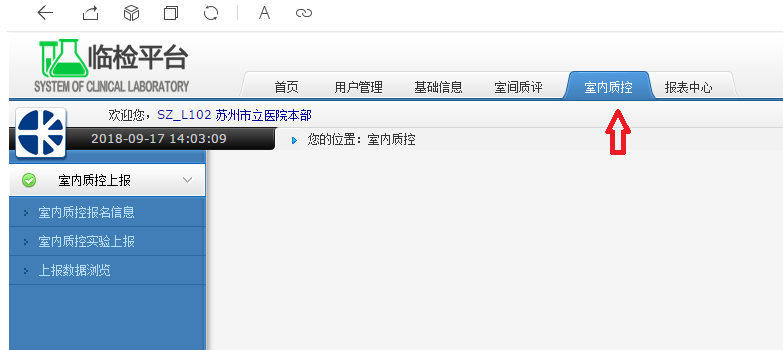 A
临检平台
SYSTEM OF CLINICAL LABORATORY
首页 用户管理 基础信息 室间质评 室内质控 报表中心
欢迎您，SZ_L102 苏州市立医院本部
2018-09-17 14:03:09
您的位置：室内质控
室内质控上报
室内质控报名信息
室内质控实验上报
上报数据浏览